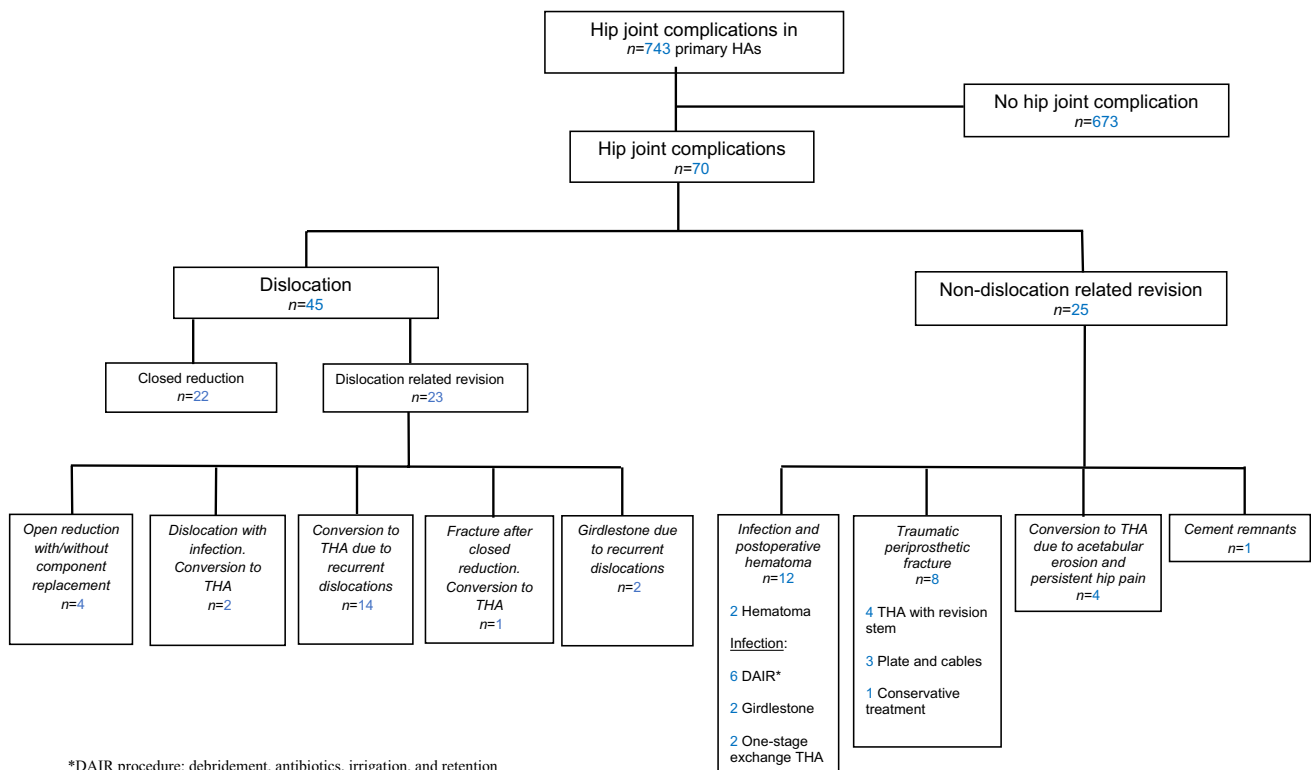 Hip joint complications in
n=743 primary HAs
No hip joint complication
n=673
Hip joint complications
n=70
Dislocation
n=45
Non-dislocation related revision
n=25
Closed reduction
n=22
Dislocation related revision
n=23
Open reduction
with/without
component
replacement
n=4
Dislocation with
infection.
Conversion to
THA
n=2
Conversion to
THA due to
recurrent
dislocations
n=14
Fracture after
closed
reduction.
Conversion to
THA
n=1
Girdlestone due
to recurrent
dislocations
n=2
Infection and
postoperative
hematoma
n=12
2 Hematoma
Infection:
6 DAIR*
2 Girdlestone
2 One-stage
exchange THA
Traumatic
periprosthetic
fracture
n=8
4 THA with revision
stem
3 Plate and cables
1 Conservative
treatment
Conversion to THA
due to acetabular
erosion and
persistent hip pain
n=4
Cement remnants
n=1
*DAIR procedure: debridement, antibiotics, irrigation, and retention